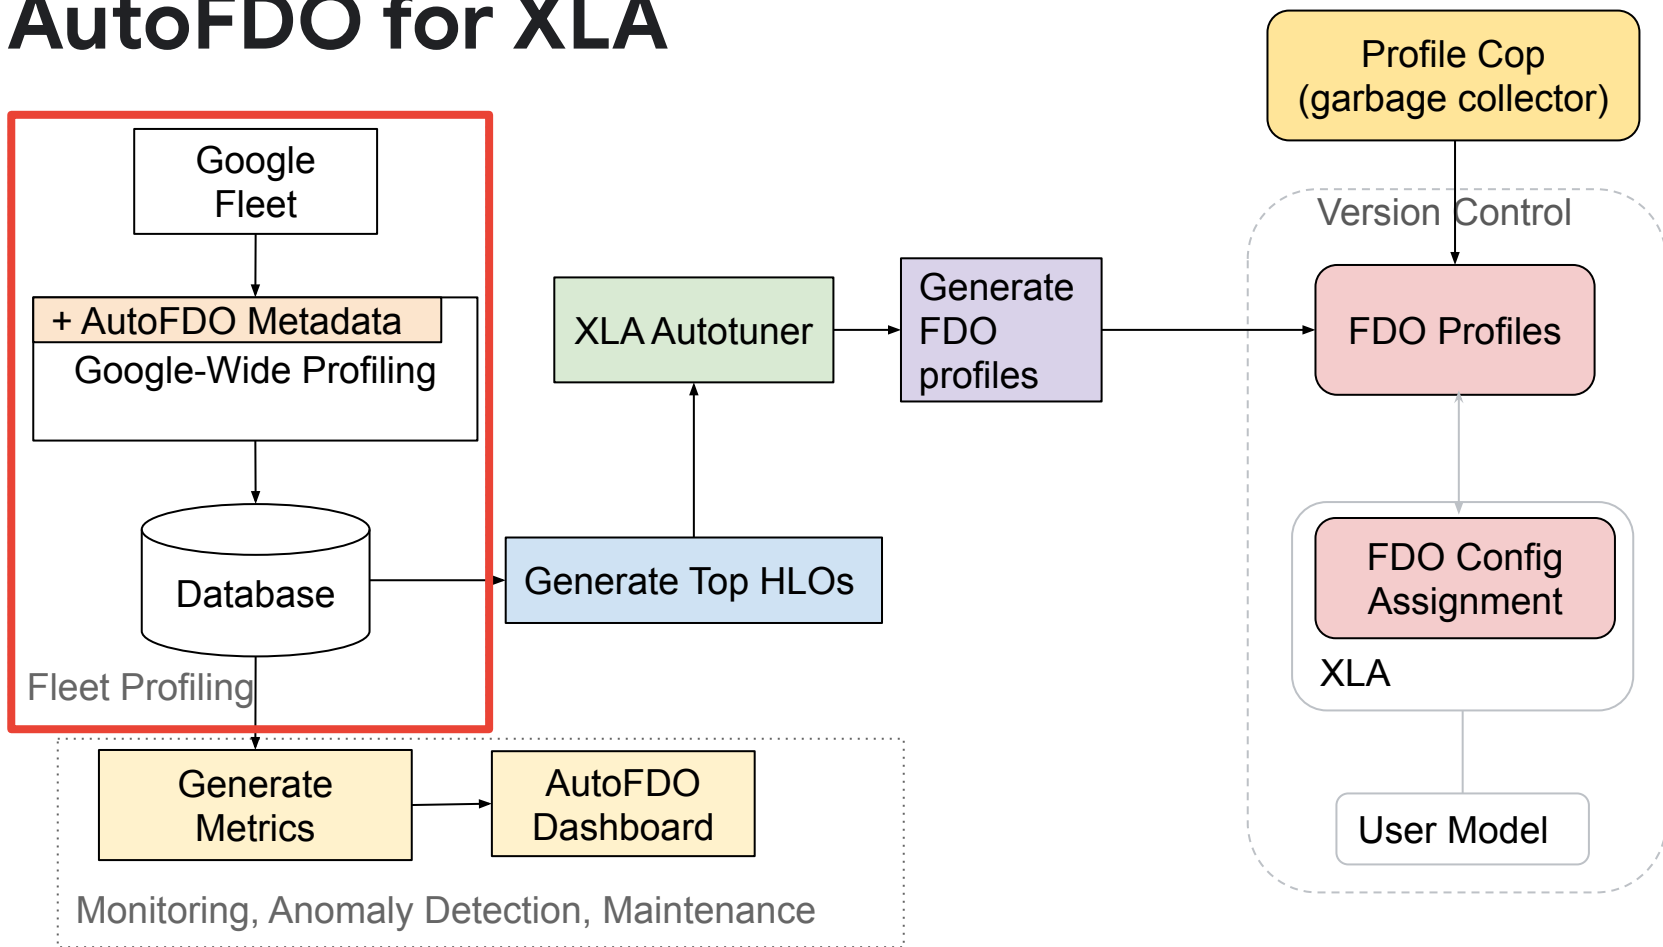 AutoFDO for XLA
Profile Cop
(garbage collector)
Google
Fleet
+ AutoFDO Metadata
Google-Wide Profiling
Database
Fleet Profiling
XLA Autotuner
Generate
FDO
profiles
Generate Top HLOs
Version Control
FDO Profiles
FDO Config
Assignment
XLA
User Model
Generate
Metrics
AutoFDO
Dashboard
Monitoring, Anomaly Detection, Maintenance